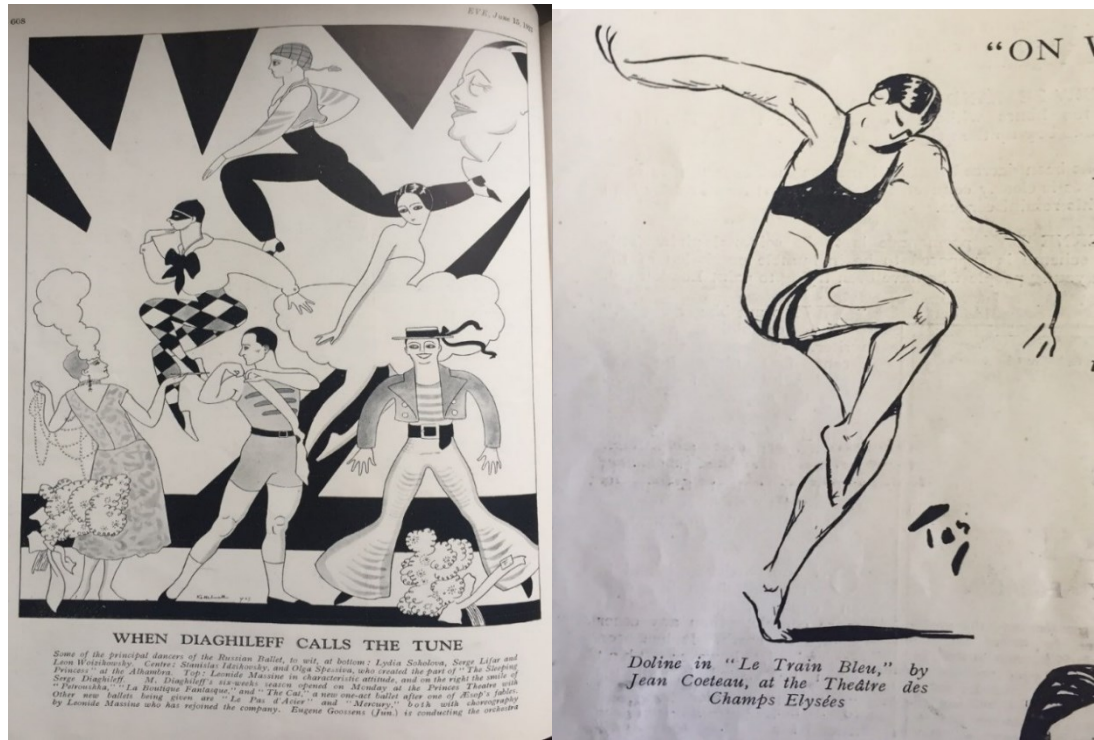 608
EVE, June 15, 1927
WHEN DIAGHILEFF CALLS THE TUNE
Some of the principal dancers of the Russian Ballet, to wit, at bottom: Lydia Sokolova, Serge Lifar and
Leon Woizikowsky. Centre: Stanislas Idzikowsky, and Olga Spessiva, who created the part of "The Sleeping
Princess" at the Alhambra. Top: Leonide Massine in characteristic attitude, and on the right the smile of
Serge Diaghileff. M. Diaghileff's six-weeks season opened on Monday at the Princes Theatre with
"Petroushka," "La Boutique Fantasque," and "The Cat," a new one-act ballet after one of Æsop's fables.
Other new ballets being given are "Le Pas d'Acier" and "Mercury," both with choreography
by Leonide Massine who has rejoined the company. Eugene Goossens (Jun.) is conducting the orchestra
"ON
Doline in "Le Train Bleu," by
Jean Coeteau, at the Theâtre des
Champs Elysées